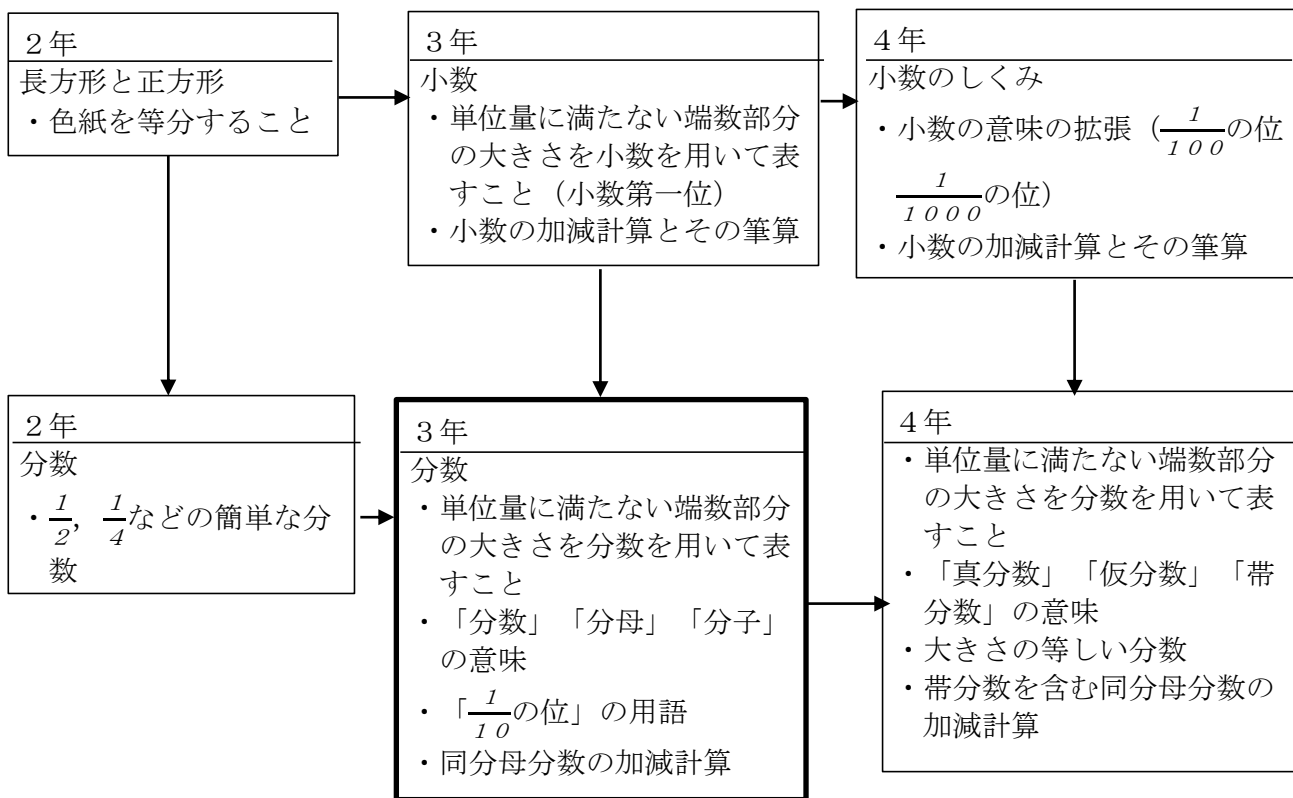 ２年
長方形と正方形
・色紙を等分すること
３年
小数
・単位量に満たない端数部分
の大きさを小数を用いて表
すこと（小数第一位）
・小数の加減計算とその筆算
４年
小数のしくみ
・小数の意味の拡張（1/100の位
1/1000の位）
・小数の加減計算とその筆算
２年
分数
・1/2，1/4などの簡単な分
数
３年
分数
・単位量に満たない端数部分
の大きさを分数を用いて表
すこと
・「分数」「分母」「分子」
の意味
・「1/10の位」の用語
・同分母分数の加減計算
４年
・単位量に満たない端数部分
の大きさを分数を用いて表
すこと
・「真分数」「仮分数」「帯
分数」の意味
・大きさの等しい分数
・帯分数を含む同分母分数の
加減計算